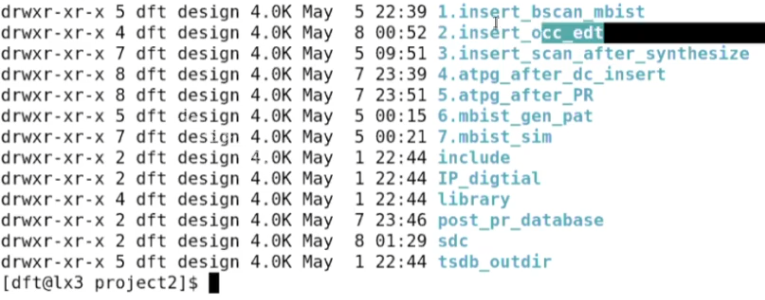 drwxr-xr-x 5 dft design 4.0K May  5 22:39 1.insert_bscan_mbist
drwxr-xr-x 4 dft design 4.0K May  8 00:52 2.insert_occ_edt
drwxr-xr-x 7 dft design 4.0K May  5 09:51 3.insert_scan_after_synthesize
drwxr-xr-x 8 dft design 4.0K May  7 23:39 4.atpg_after_dc_insert
drwxr-xr-x 8 dft design 4.0K May  7 23:51 5.atpg_after_PR
drwxr-xr-x 5 dft design 4.0K May  5 00:15 6.mbist_gen_pat
drwxr-xr-x 7 dft design 4.0K May  5 00:21 7.mbist_sim
drwxr-xr-x 2 dft design 4.0K May  1 22:44 include
drwxr-xr-x 2 dft design 4.0K May  1 22:44 IP_digtial
drwxr-xr-x 4 dft design 4.0K May  1 22:44 library
drwxr-xr-x 2 dft design 4.0K May  7 23:46 post_pr_database
drwxr-xr-x 2 dft design 4.0K May  8 01:29 sdc
drwxr-xr-x 5 dft design 4.0K May  1 22:44 tsdb_outdir
[dft@lx3 project2]$